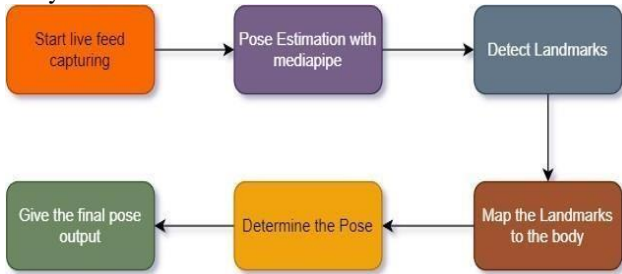 Start live feed
capturing
Pose Estimation with
mediapipe
Detect Landmarks
Map the Landmarks
to the body
Determine the Pose
Give the final pose
output